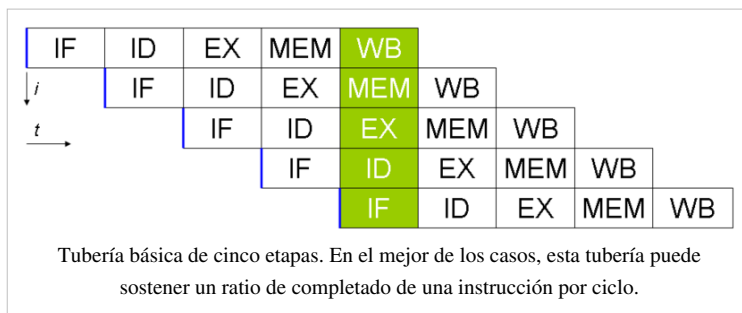 IF ID EX MEM WB
i IF ID EX MEM WB
t IF ID EX MEM WB
IF ID EX MEM WB
IF ID EX MEM WB
Tubería básica de cinco etapas. En el mejor de los casos, esta tubería puede
sostener un ratio de completado de una instrucción por ciclo.